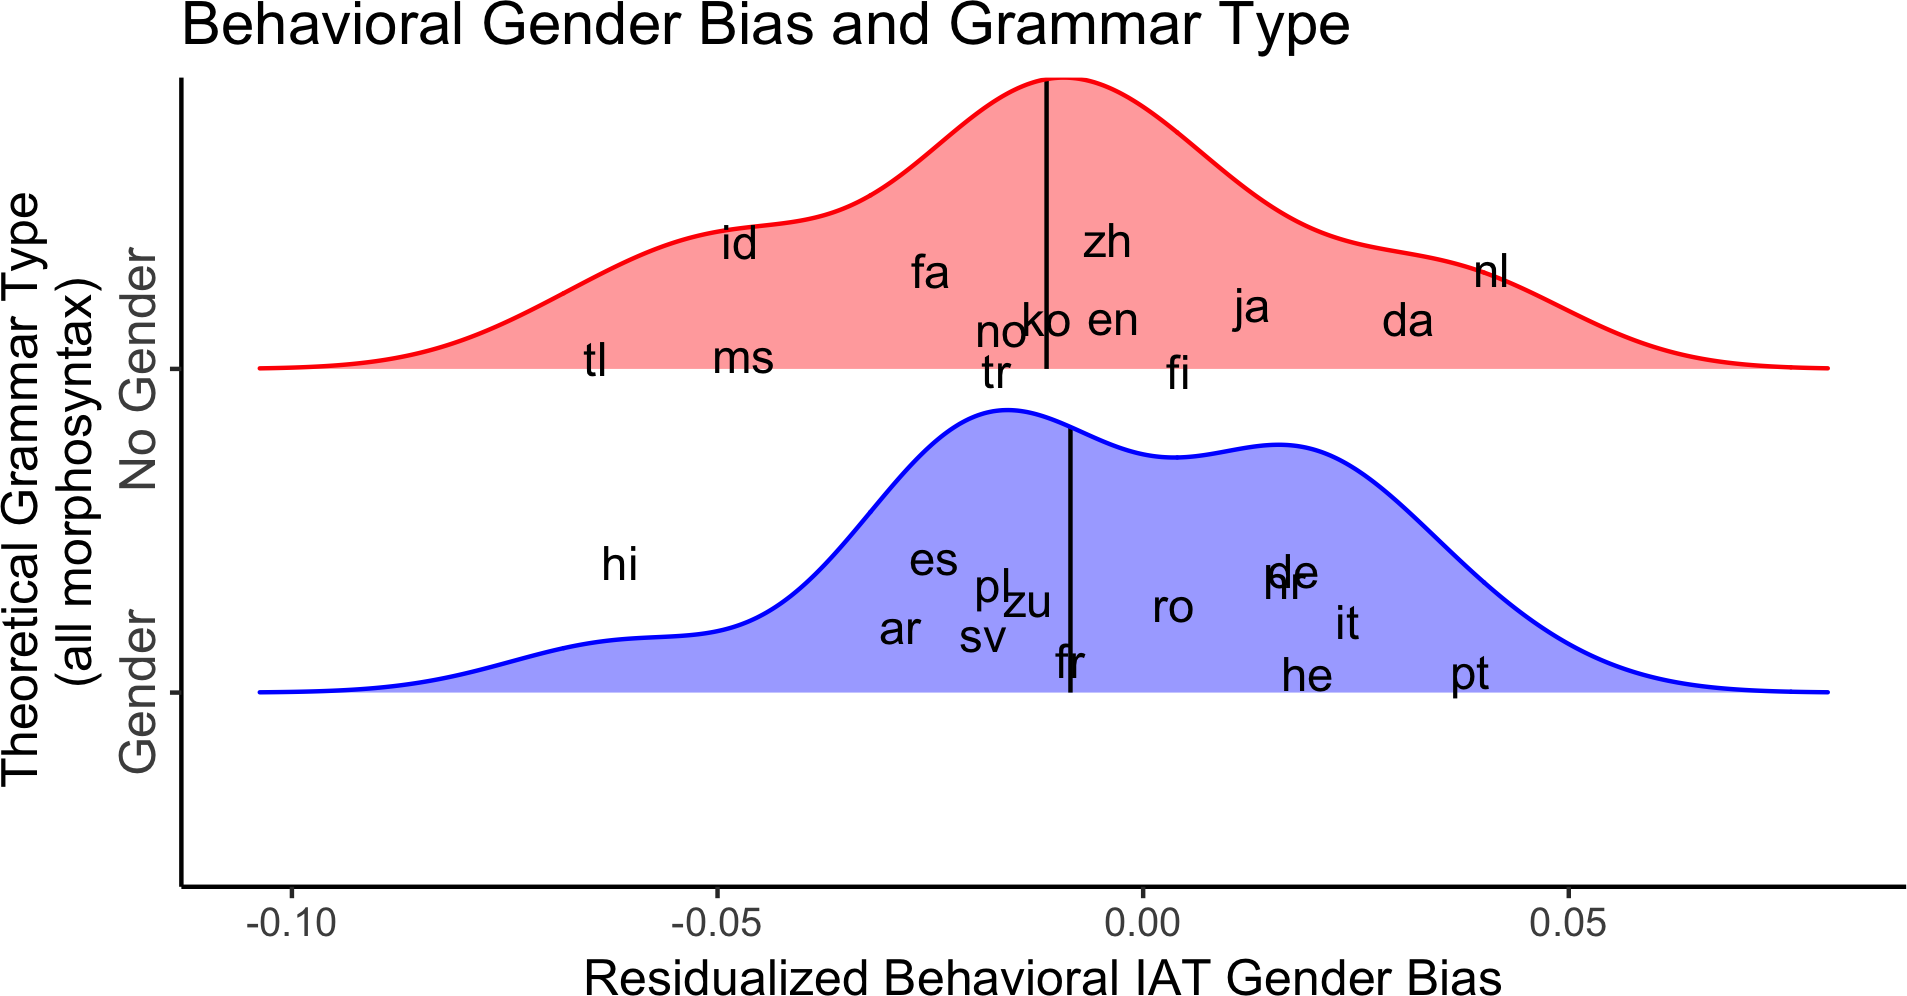 Behavioral Gender Bias and Grammar Type
Theoretical Grammar Type
(all morphosyntax)
No Gender
Gender
id
zh
fa
nl
ja
no
ko
en
da
tl
ms
tr
fi
hi
es
de
hr
pl
zu
ro
it
ar
sv
fr
he
pt
-0.10
-0.05
0.00
0.05
Residualized Behavioral IAT Gender Bias